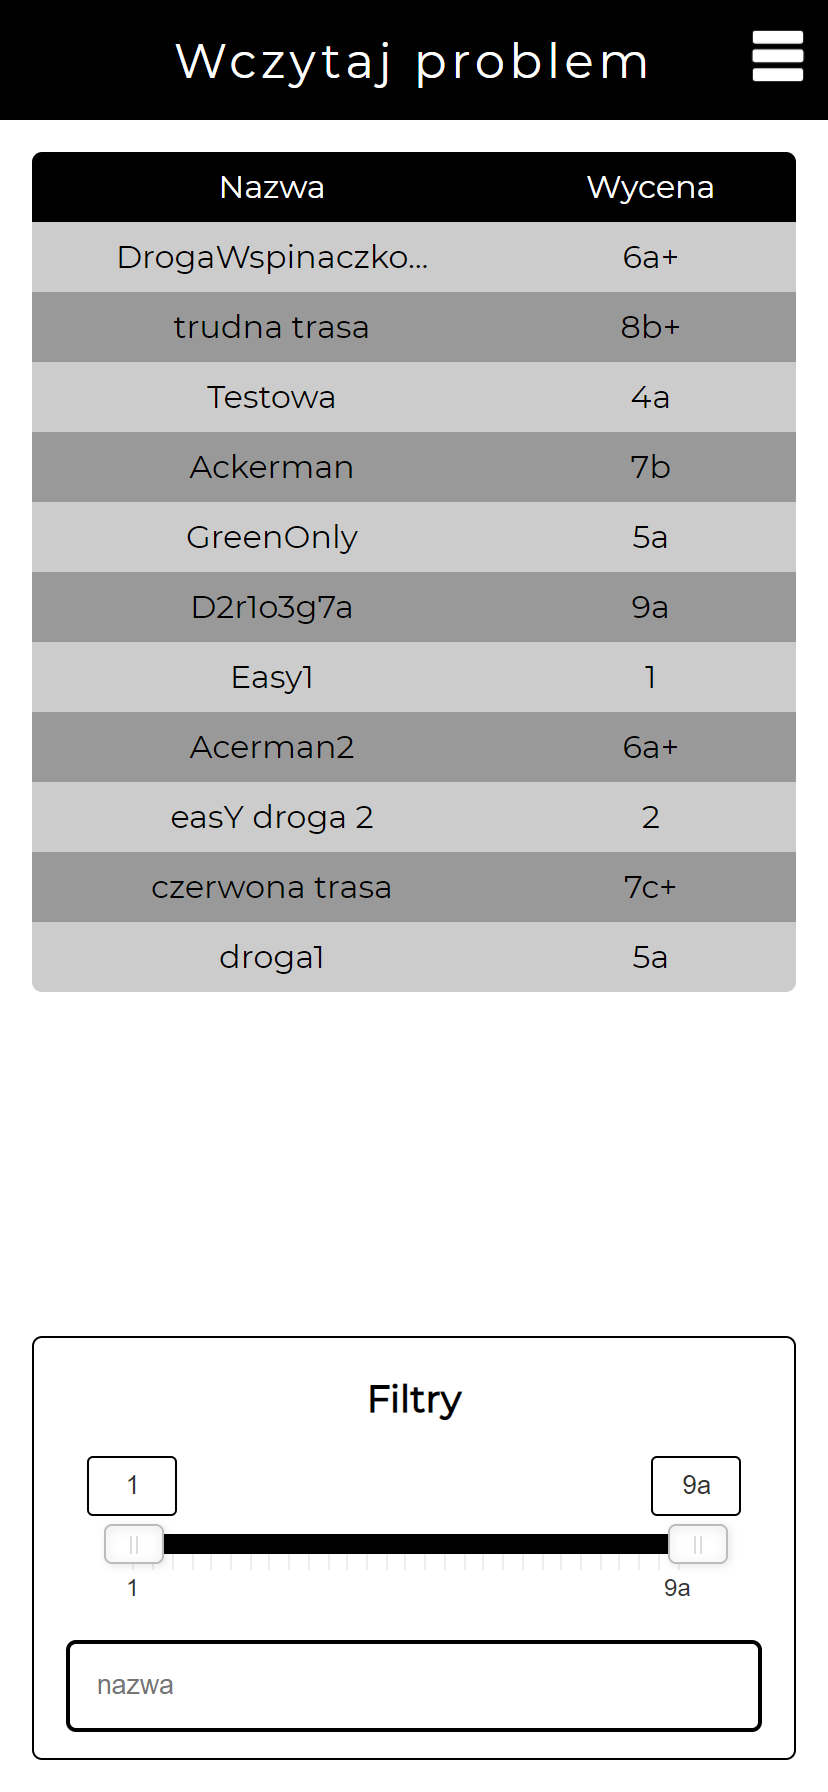 Wczytaj problem
Nazwa Wycena
DrogaWspinaczko... 6a+
trudna trasa 8b+
Testowa 4a
Ackerman 7b
GreenOnly 5a
D2r1o3g7a 9a
Easy1 1
Acerman2 6a+
easY droga 2 2
czerwona trasa 7c+
droga1 5a
Filtry
1 9a
1 9a
nazwa